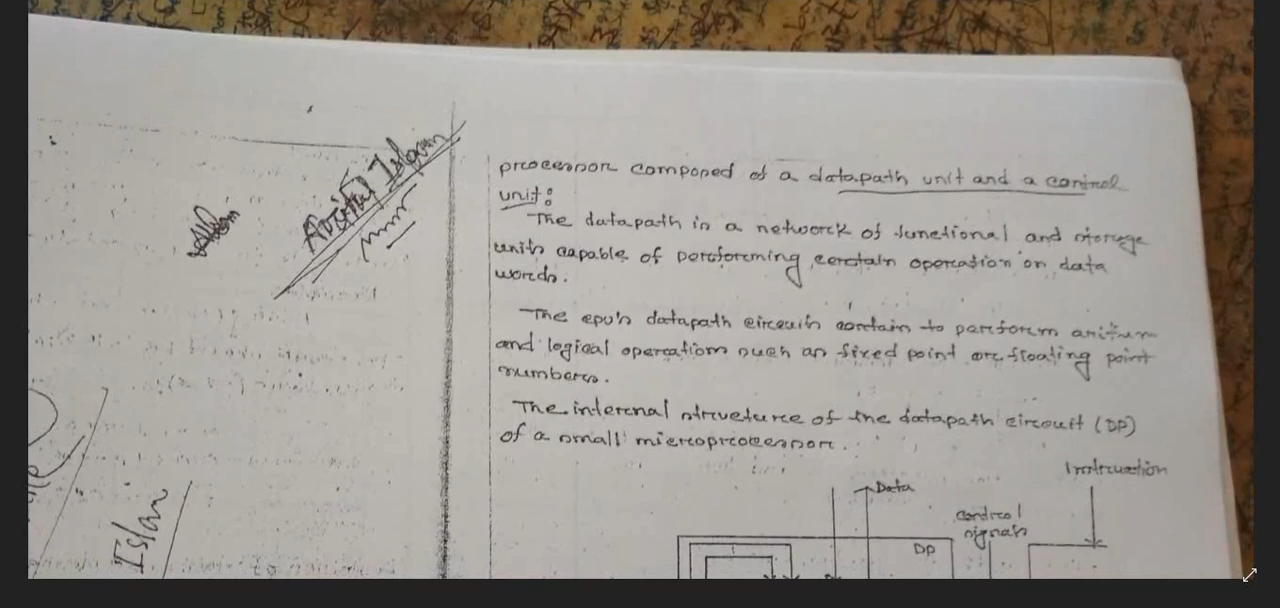 Islam
processor composed of a datapath unit and a control
unit:
The datapath is a network of functional and storage
units capable of performing certain operation on data
words.
The cpu's datapath circuits contain to perform
and logical operations such as fixed point or floating point
numbers.
The internal structure of the datapath circuit (DP)
of a small microprocessor.
Instruction
Data
control
signals
DP
Islam